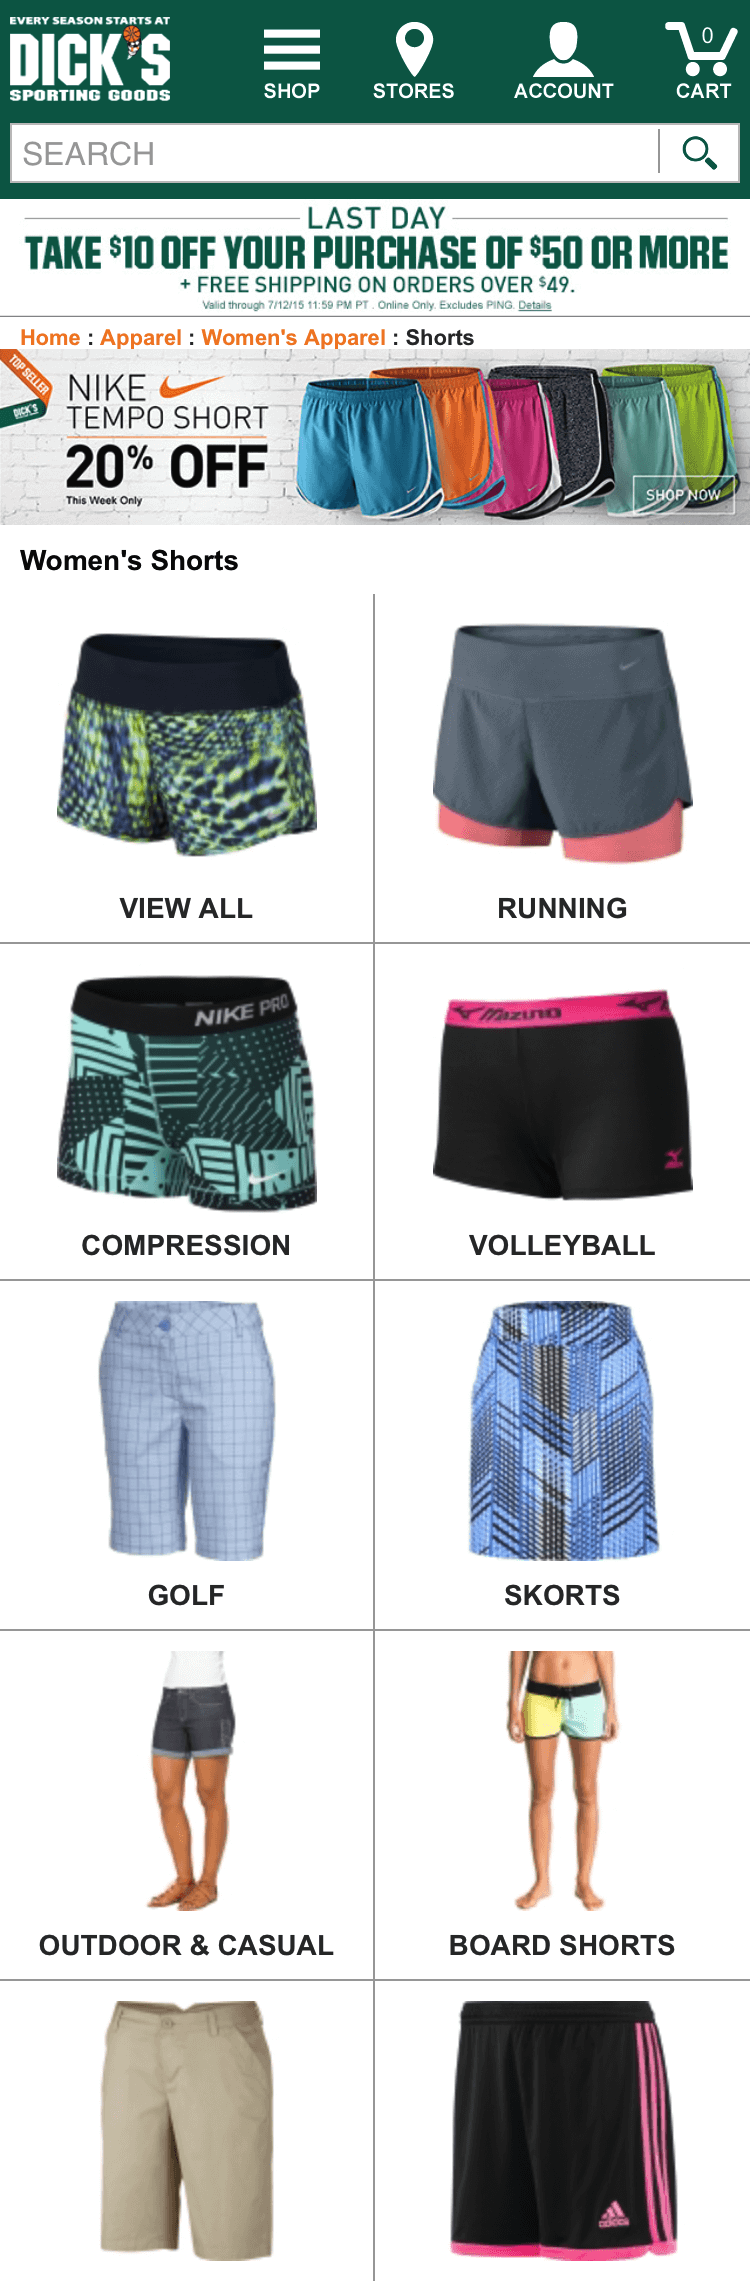 EVERY SEASON STARTS AT
DICK'S
SPORTING GOODS
SHOP
STORES
ACCOUNT
0
CART
SEARCH
LAST DAY
TAKE $10 OFF YOUR PURCHASE OF $50 OR MORE
+ FREE SHIPPING ON ORDERS OVER $49.
Valid through 7/12/15 11:59 PM PT . Online Only. Excludes PING. Details
Home : Apparel : Women's Apparel : Shorts
TOP SELLER
DICK'S
NIKE
TEMPO SHORT
20% OFF
This Week Only
SHOP NOW
Women's Shorts
VIEW ALL
RUNNING
NIKE PRO
MIZUNO
COMPRESSION
VOLLEYBALL
GOLF
SKORTS
OUTDOOR & CASUAL
BOARD SHORTS
adidas